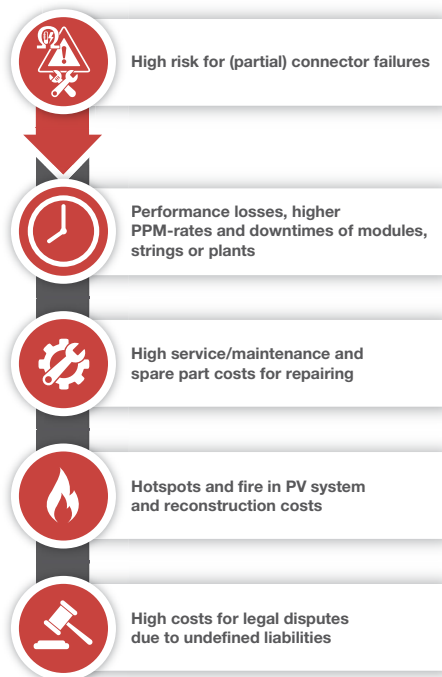 High risk for (partial) connector failures
Performance losses, higher
PPM-rates and downtimes of modules,
strings or plants
High service/maintenance and
spare part costs for repairing
Hotspots and fire in PV system
and reconstruction costs
High costs for legal disputes
due to undefined liabilities